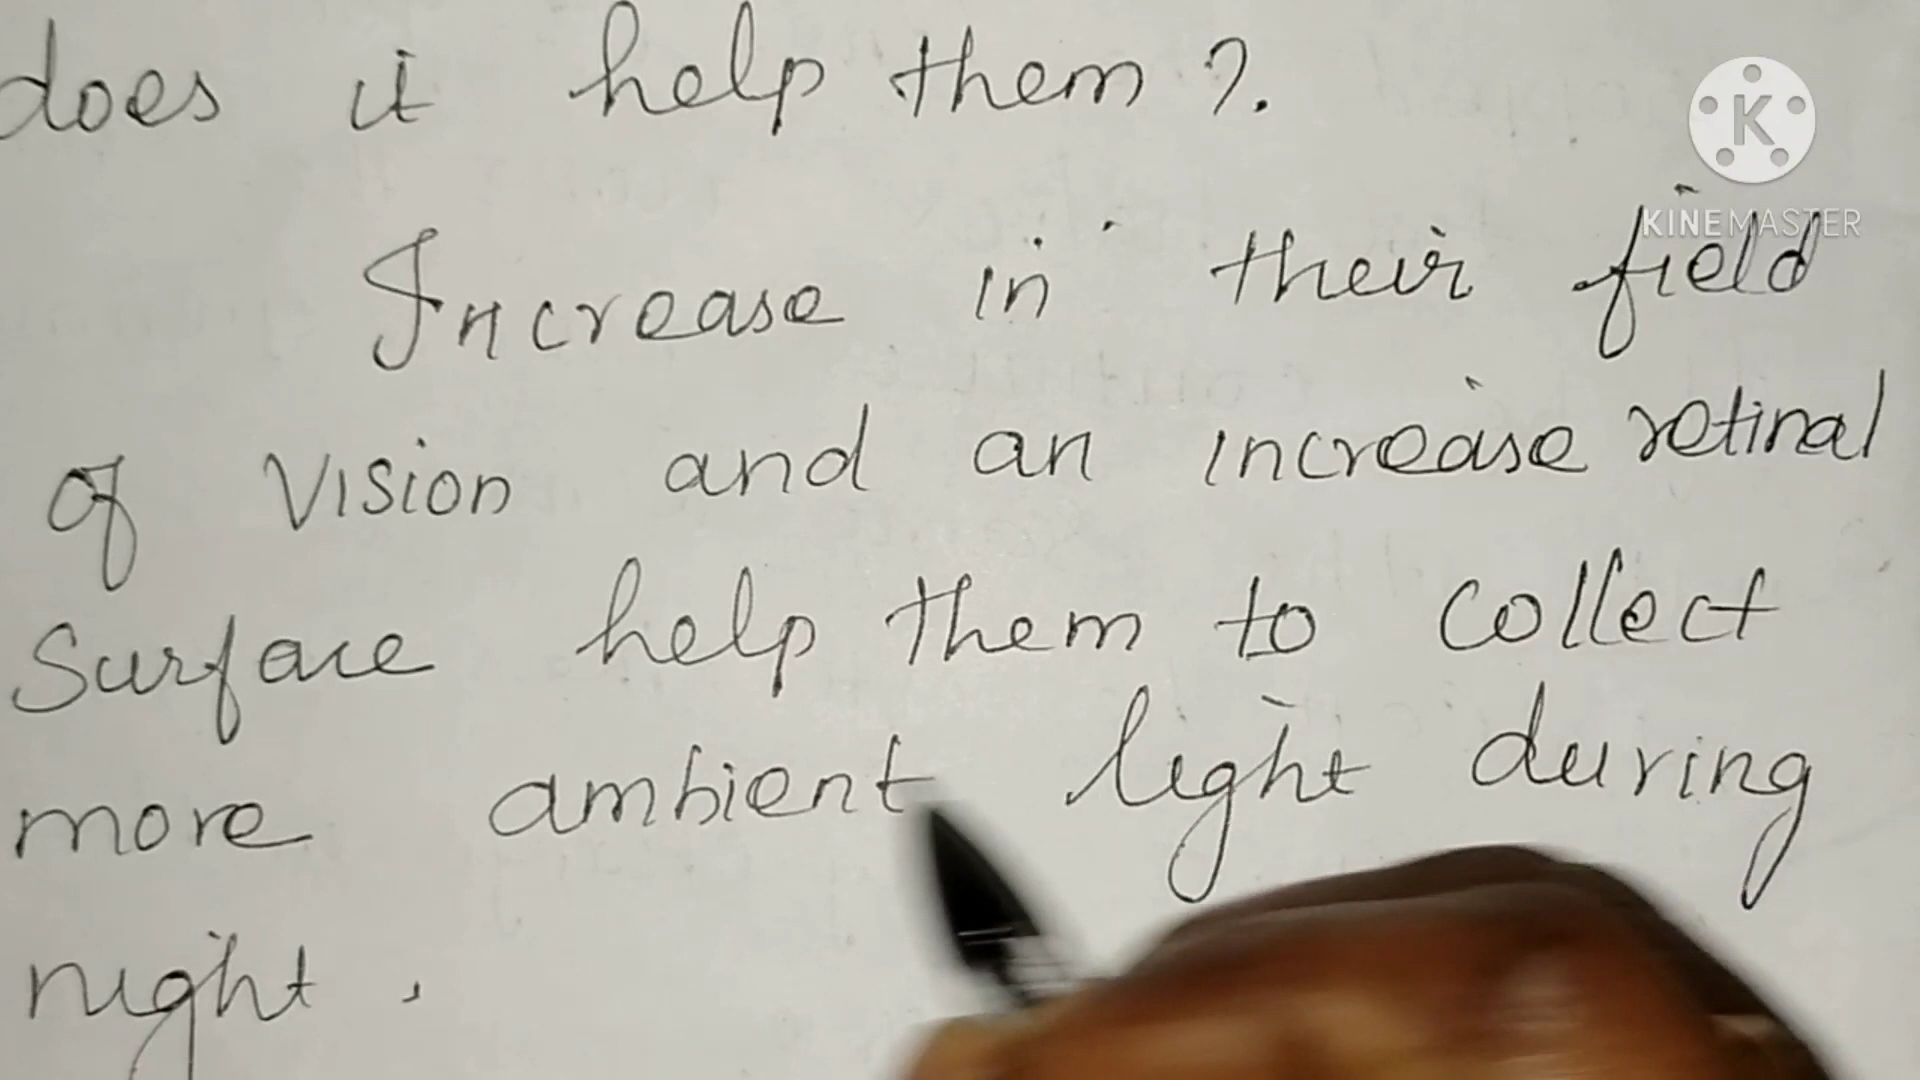 does it help them ?.
K
KINEMASTER
Increase in their field
of vision and an increase retinal
surface help them to collect
more ambient light during
night.